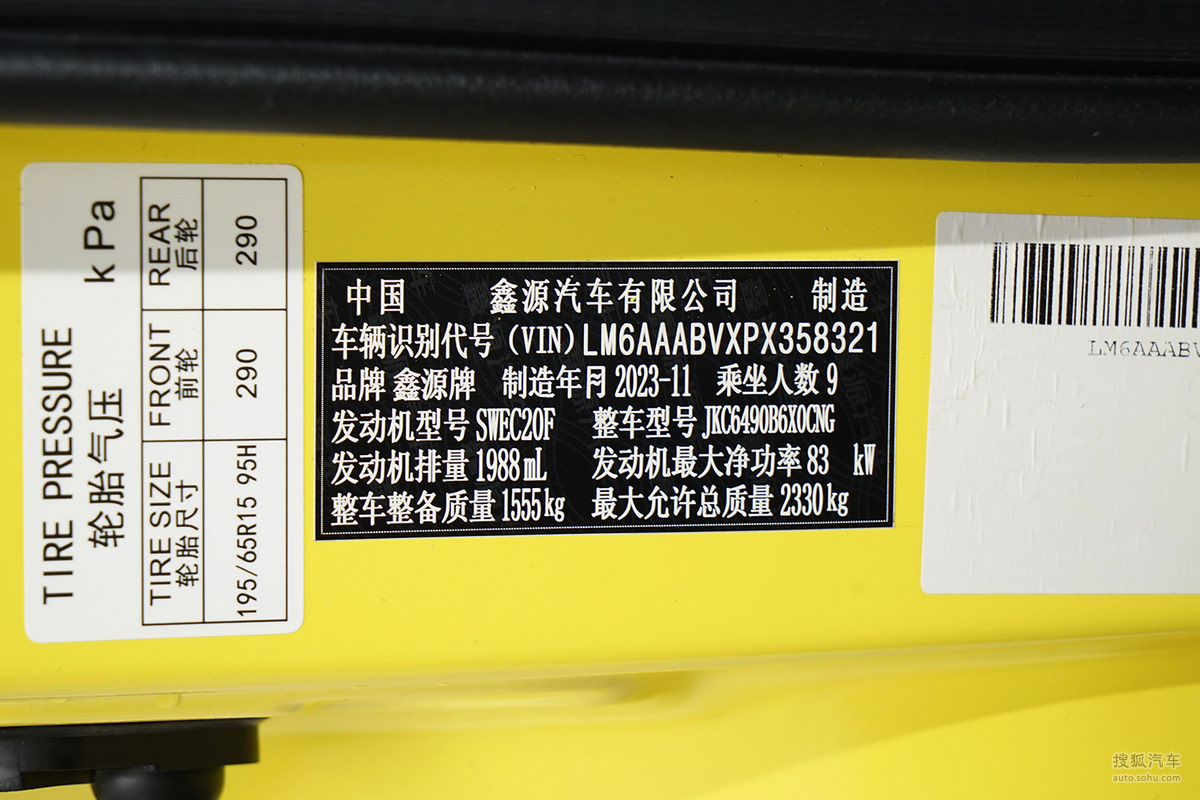 TIRE PRESSURE kPa
轮胎气压
TIRE SIZE FRONT REAR
轮胎尺寸 前轮 后轮
195/65R15 95H 290 290
中国 鑫源汽车有限公司 制造
车辆识别代号(VIN)LM6AAABVXPX358321
品牌 鑫源牌 制造年月 2023-11 乘坐人数 9
发动机型号 SWEC20F 整车型号 JKC6490B6X0CNG
发动机排量 1988mL 发动机最大净功率 83 kW
整车整备质量 1555kg 最大允许总质量 2330kg
LM6AAABV
搜狐汽车
auto.sohu.com